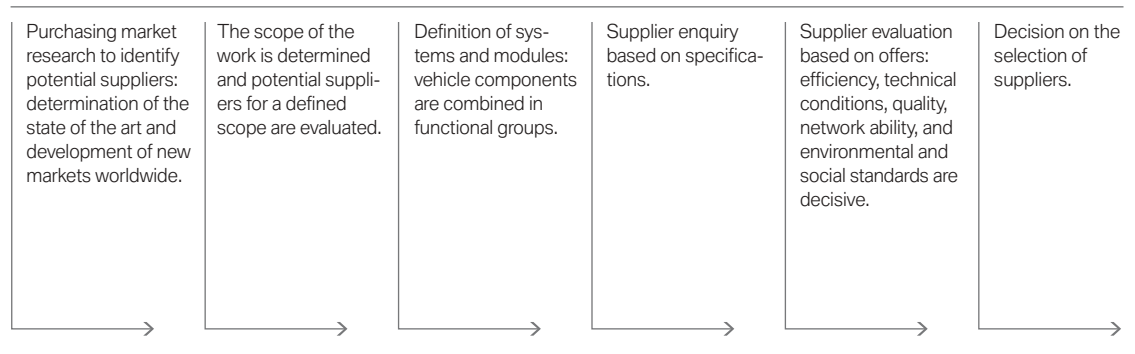 Purchasing market
research to identify
potential suppliers:
determination of the
state of the art and
development of new
markets worldwide.
The scope of the
work is determined
and potential suppli-
ers for a defined
scope are evaluated.
Definition of sys-
tems and modules:
vehicle components
are combined in
functional groups.
Supplier enquiry
based on specifica-
tions.
Supplier evaluation
based on offers:
efficiency, technical
conditions, quality,
network ability, and
environmental and
social standards are
decisive.
Decision on the
selection of
suppliers.